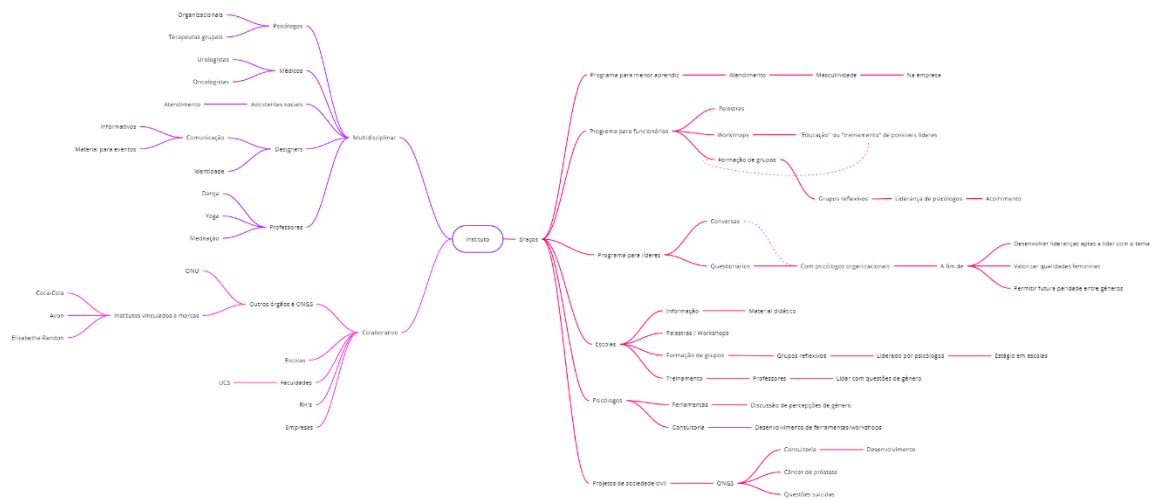 Organizacionais
Terapeutas grupais
Psicólogos
Urologistas
Oncologistas
Médicos
Atendimento
Assistentes sociais
Informativos
Material para eventos
Comunicação
Identidade
Designers
Dança
Yoga
Meditação
Professores
Multidisciplinar
ONU
Coca-Cola
Avon
Elisabetha Randon
Institutos vinculados a marcas
Outros órgãos e ONGS
Escolas
UCS
Faculdades
RH's
Empresas
Colaborativo
Instituto
Braços
Programa para menor aprendiz
Atendimento
Masculinidade
Na empresa
Programa para funcionários
Palestras
Workshops
"Educação" ou "treinamento" de possíveis líderes
Formação de grupos
Grupos reflexivos
Liderança de psicólogos
Acolhimento
Programa para líderes
Conversas
Questionários
Com psicólogos organizacionais
A fim de
Desenvolver lideranças aptas a lidar com o tema
Valorizar qualidades femininas
Permitir futura paridade entre gêneros
Escolas
Informação
Material didático
Palestras / Workshops
Formação de grupos
Grupos reflexivos
Liderado por psicólogos
Estágio em escolas
Treinamento
Professores
Lidar com questões de gênero
Psicólogos
Ferramentas
Discussão de percepções de gênero
Consultoria
Desenvolvimento de ferramentas/workshops
Projetos da sociedade civil
ONGS
Consultoria
Desenvolvimento
Câncer de próstata
Questões suicidas